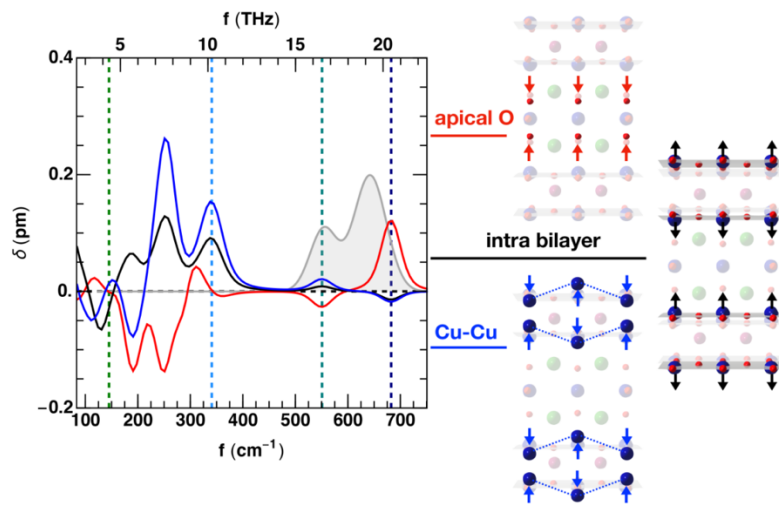 f (THz)
5 10 15 20
0.4
0.2
0.
−0.2
δ (pm)
100 200 300 400 500 600 700
f (cm⁻¹)
apical O
intra bilayer
Cu-Cu